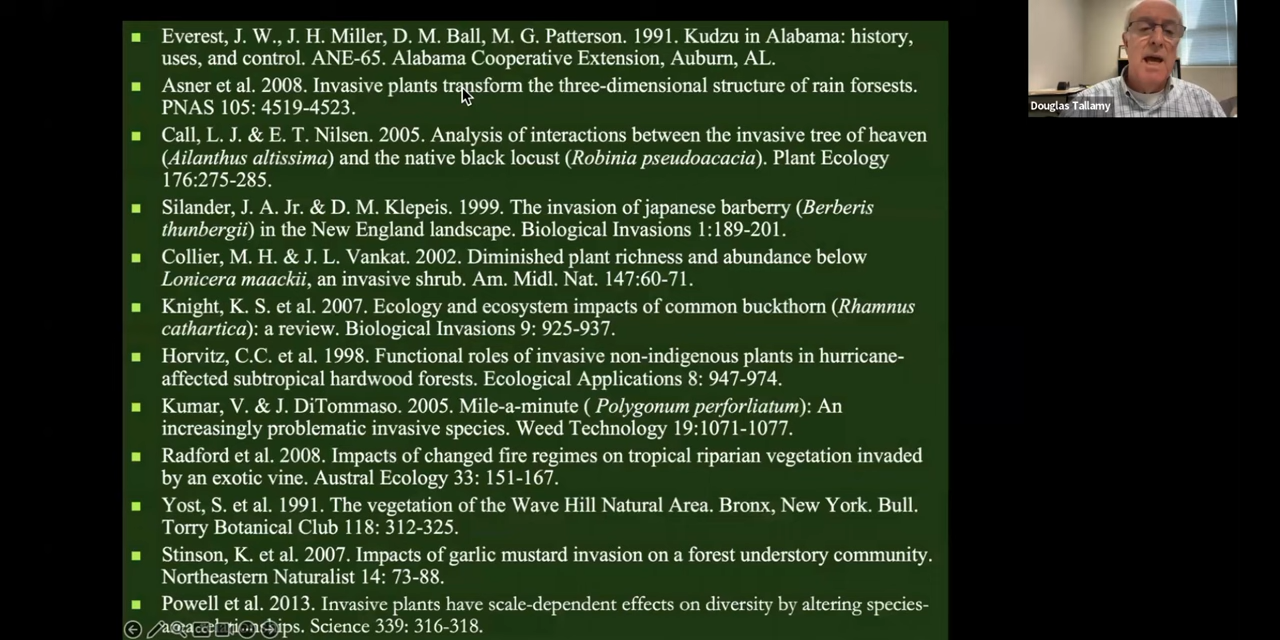 Everest, J. W., J. H. Miller, D. M. Ball, M. G. Patterson. 1991. Kudzu in Alabama: history,
uses, and control. ANE-65. Alabama Cooperative Extension, Auburn, AL.
Asner et al. 2008. Invasive plants transform the three-dimensional structure of rain forsests.
PNAS 105: 4519-4523.
Call, L. J. & E. T. Nilsen. 2005. Analysis of interactions between the invasive tree of heaven
(Ailanthus altissima) and the native black locust (Robinia pseudoacacia). Plant Ecology
176:275-285.
Silander, J. A. Jr. & D. M. Klepeis. 1999. The invasion of japanese barberry (Berberis
thunbergii) in the New England landscape. Biological Invasions 1:189-201.
Collier, M. H. & J. L. Vankat. 2002. Diminished plant richness and abundance below
Lonicera maackii, an invasive shrub. Am. Midl. Nat. 147:60-71.
Knight, K. S. et al. 2007. Ecology and ecosystem impacts of common buckthorn (Rhamnus
cathartica): a review. Biological Invasions 9: 925-937.
Horvitz, C.C. et al. 1998. Functional roles of invasive non-indigenous plants in hurricane-
affected subtropical hardwood forests. Ecological Applications 8: 947-974.
Kumar, V. & J. DiTommaso. 2005. Mile-a-minute ( Polygonum perforliatum): An
increasingly problematic invasive species. Weed Technology 19:1071-1077.
Radford et al. 2008. Impacts of changed fire regimes on tropical riparian vegetation invaded
by an exotic vine. Austral Ecology 33: 151-167.
Yost, S. et al. 1991. The vegetation of the Wave Hill Natural Area. Bronx, New York. Bull.
Torry Botanical Club 118: 312-325.
Stinson, K. et al. 2007. Impacts of garlic mustard invasion on a forest understory community.
Northeastern Naturalist 14: 73-88.
Powell et al. 2013. Invasive plants have scale-dependent effects on diversity by altering species-
Science 339: 316-318.
Douglas Tallamy